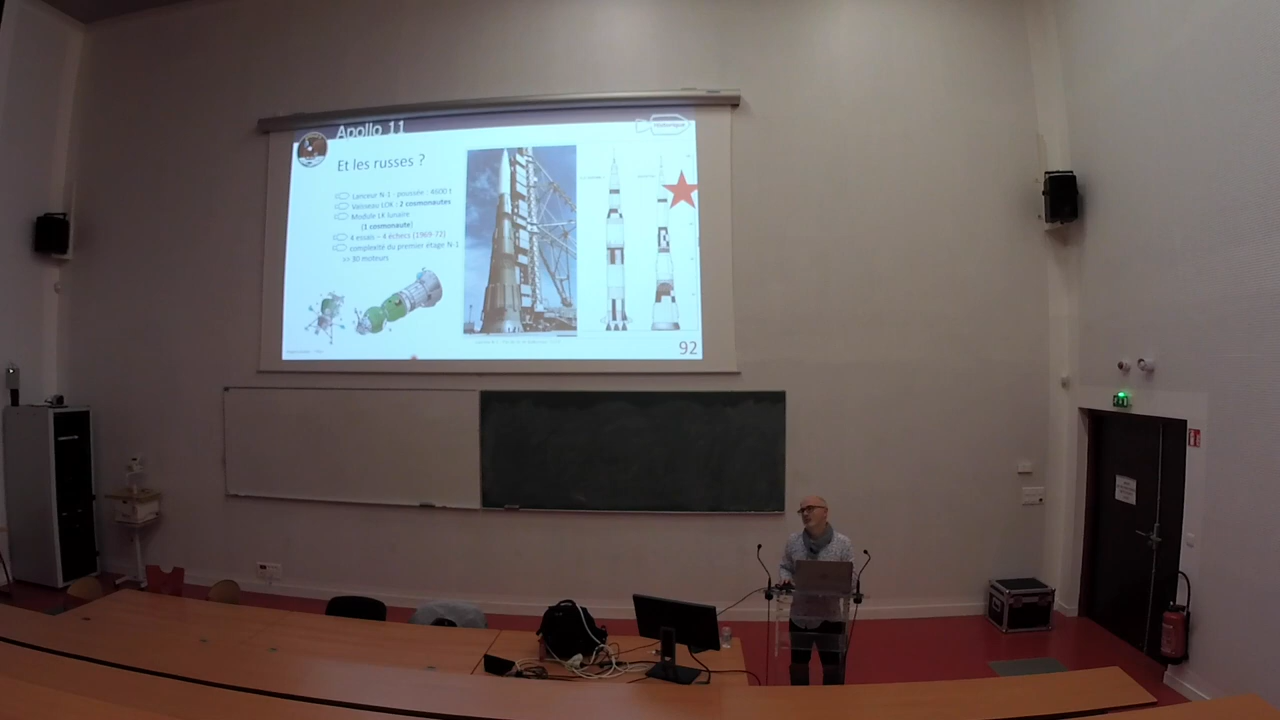 Apollo 11
Et les russes ?
Lanceur N-1 : poussée : 4600 t
Vaisseau LOK : 2 cosmonautes
Module LK lunaire
(1 cosmonaute)
4 essais – 4 échecs (1969-72)
complexité du premier étage N-1
=> 30 moteurs
92